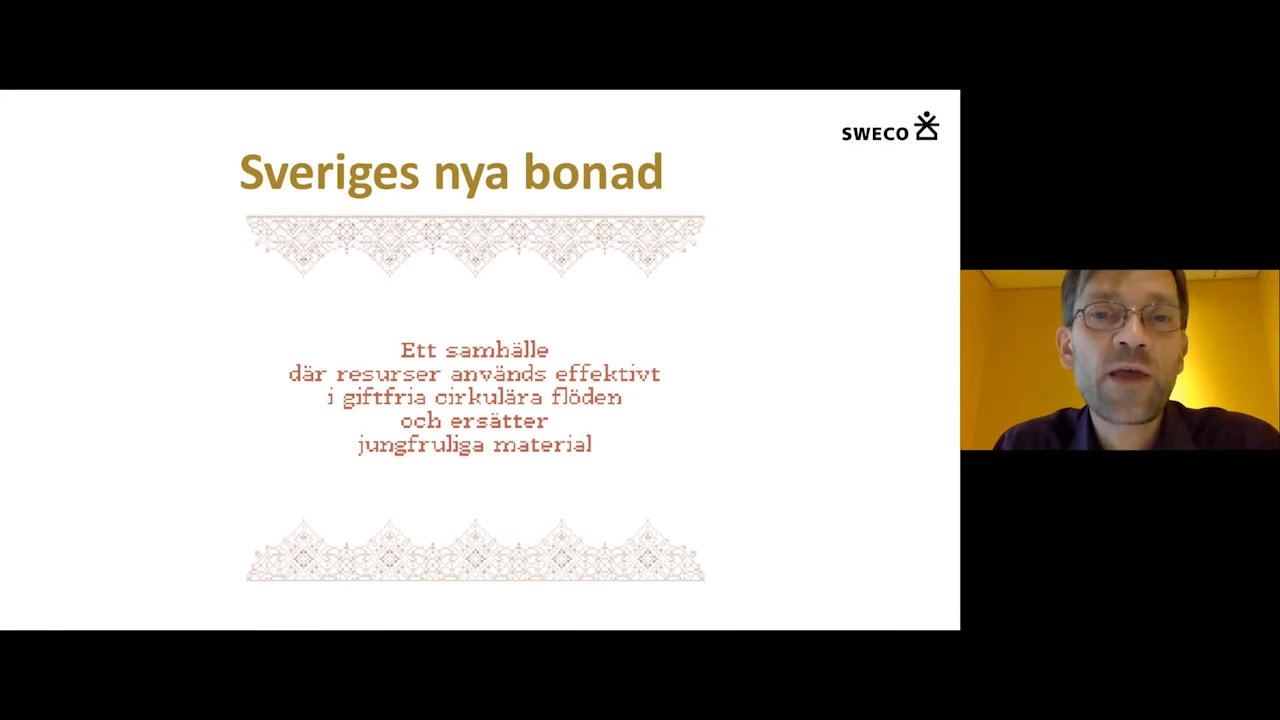 SWECO
Sveriges nya bonad
Ett samhälle
där resurser används effektivt
i giftfria cirkulära flöden
och ersätter
jungfruliga material